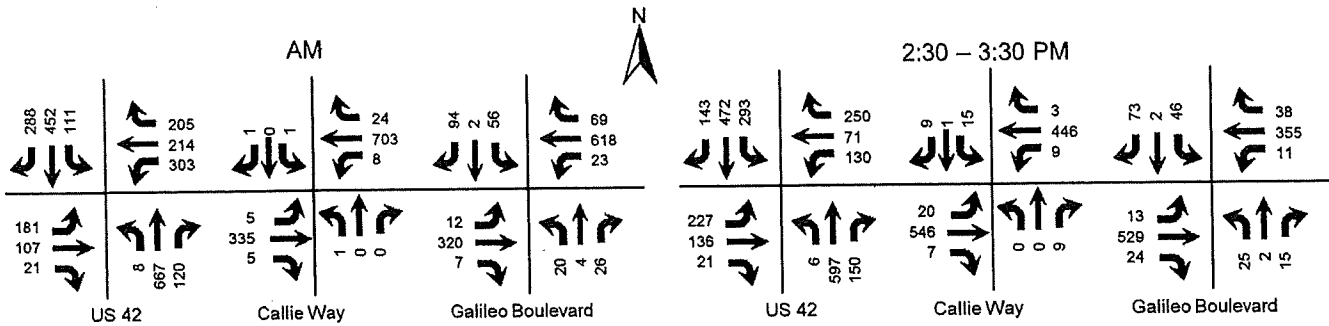 N
AM
2:30 – 3:30 PM
288 452 111
205
214
303
181
107
21
8 667 120
US 42
1 0 1
24
703
8
5
335
5
1 0 0
Callie Way
94 2 56
69
618
23
12
320
7
20 4 26
Galileo Boulevard
143 472 293
250
71
130
227
136
21
6 597 150
US 42
9 1 15
3
446
9
20
546
7
0 0 9
Callie Way
73 2 46
38
355
11
13
529
24
25 2 15
Galileo Boulevard